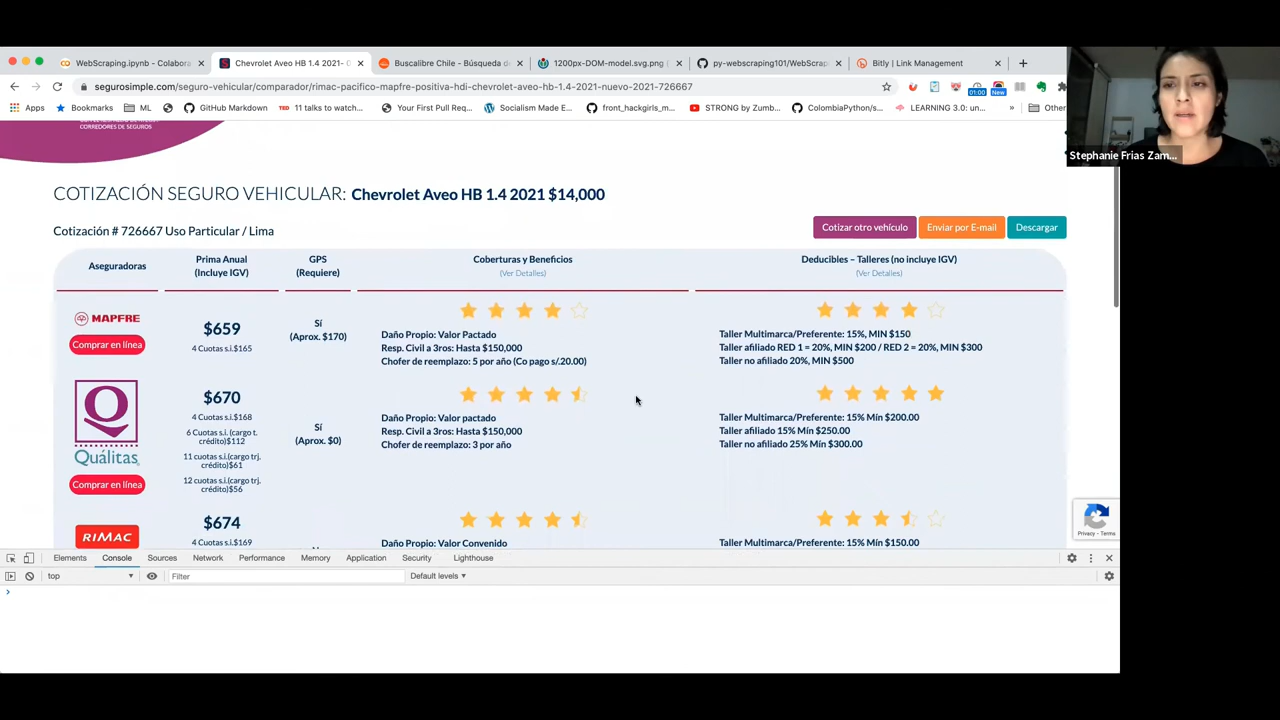 WebScraping.ipynb - Colabora
Chevrolet Aveo HB 1.4 2021- 
Buscalibre Chile - Búsqueda d
1200px-DOM-model.svg.png (
py-webscraping101/WebScrap
Bitly | Link Management
segurosimple.com/seguro-vehicular/comparador/rimac-pacifico-mapfre-positiva-hdi-chevrolet-aveo-hb-1.4-2021-nuevo-2021-726667
01:00
New
Apps
Bookmarks
ML
GitHub Markdown
11 talks to watch...
Your First Pull Req...
Socialism Made E...
front_hackgirls_m...
STRONG by Zumb...
ColombiaPython/s...
LEARNING 3.0: un...
»
Other
Stephanie Frias Zam...
CORREDORES DE SEGUROS
COTIZACIÓN SEGURO VEHICULAR: Chevrolet Aveo HB 1.4 2021 $14,000
Cotización # 726667 Uso Particular / Lima
Cotizar otro vehículo
Enviar por E-mail
Descargar
Aseguradoras
Prima Anual
(Incluye IGV)
GPS
(Requiere)
Coberturas y Beneficios
(Ver Detalles)
Deducibles – Talleres (no incluye IGV)
(Ver Detalles)
MAPFRE
Comprar en línea
$659
4 Cuotas s.i.$165
Sí
(Aprox. $170)
Daño Propio: Valor Pactado
Resp. Civil a 3ros: Hasta $150,000
Chofer de reemplazo: 5 por año (Co pago s/.20.00)
Taller Multimarca/Preferente: 15%, MIN $150
Taller afiliado RED 1 = 20%, MIN $200 / RED 2 = 20%, MIN $300
Taller no afiliado 20%, MIN $500
Quálitas
Comprar en línea
$670
4 Cuotas s.i.$168
6 Cuotas s.i.(cargo t.
crédito)$112
11 cuotas s.i.(cargo trj.
crédito)$61
12 cuotas s.i.(cargo trj.
crédito)$56
Sí
(Aprox. $0)
Daño Propio: Valor pactado
Resp. Civil a 3ros: Hasta $150,000
Chofer de reemplazo: 3 por año
Taller Multimarca/Preferente: 15% Mín $200.00
Taller afiliado 15% Mín $250.00
Taller no afiliado 25% Mín $300.00
RIMAC
$674
4 Cuotas s.i.$169
Daño Propio: Valor Convenido
Taller Multimarca/Preferente: 15% Mín $150.00
Privacy - Terms
Elements
Console
Sources
Network
Performance
Memory
Application
Security
Lighthouse
top
Filter
Default levels